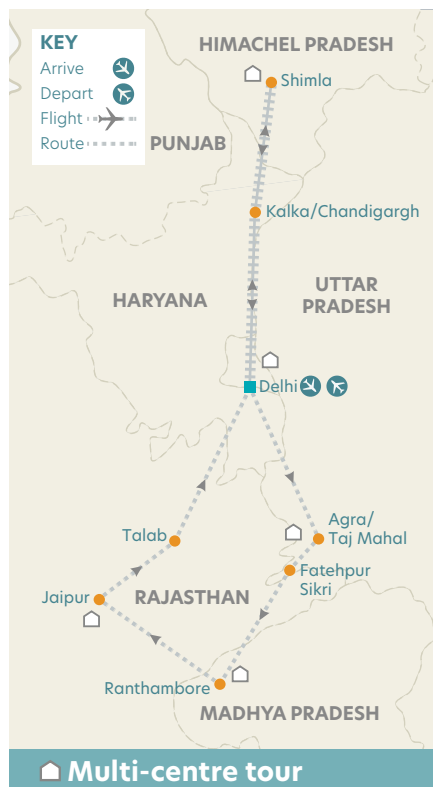 KEY
Arrive
Depart
Flight
Route
HIMACHEL PRADESH
Shimla
PUNJAB
Kalka/Chandigargh
HARYANA
UTTAR
PRADESH
Delhi
Talab
Agra/
Taj Mahal
Fatehpur
Sikri
Jaipur
RAJASTHAN
Ranthambore
MADHYA PRADESH
Multi-centre tour